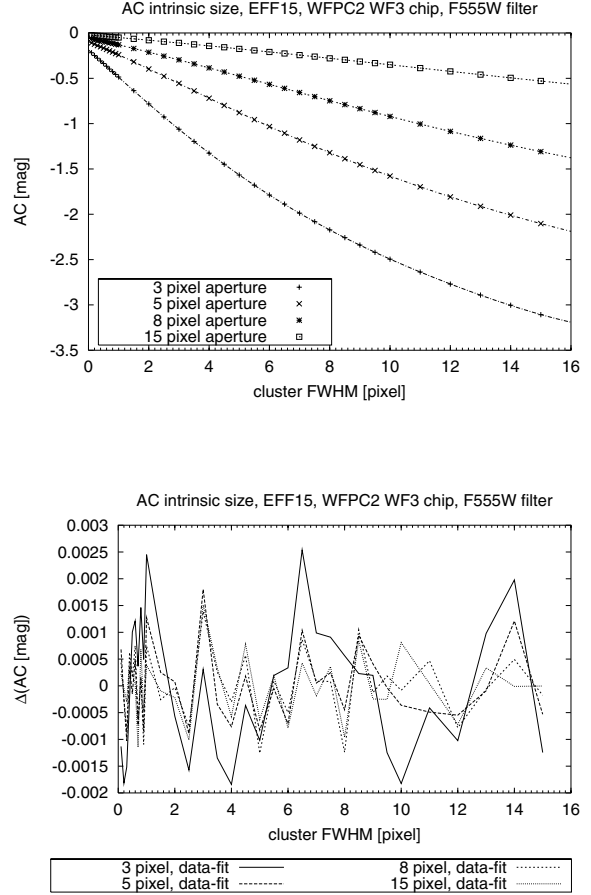 AC intrinsic size, EFF15, WFPC2 WF3 chip, F555W filter
0
-0.5
-1
-1.5
-2
-2.5
-3
-3.5
AC [mag]
3 pixel aperture
5 pixel aperture
8 pixel aperture
15 pixel aperture
0 2 4 6 8 10 12 14 16
cluster FWHM [pixel]
AC intrinsic size, EFF15, WFPC2 WF3 chip, F555W filter
0.003
0.0025
0.002
0.0015
0.001
0.0005
0
-0.0005
-0.001
-0.0015
-0.002
Δ(AC [mag])
0 2 4 6 8 10 12 14 16
cluster FWHM [pixel]
3 pixel, data-fit 8 pixel, data-fit
5 pixel, data-fit 15 pixel, data-fit